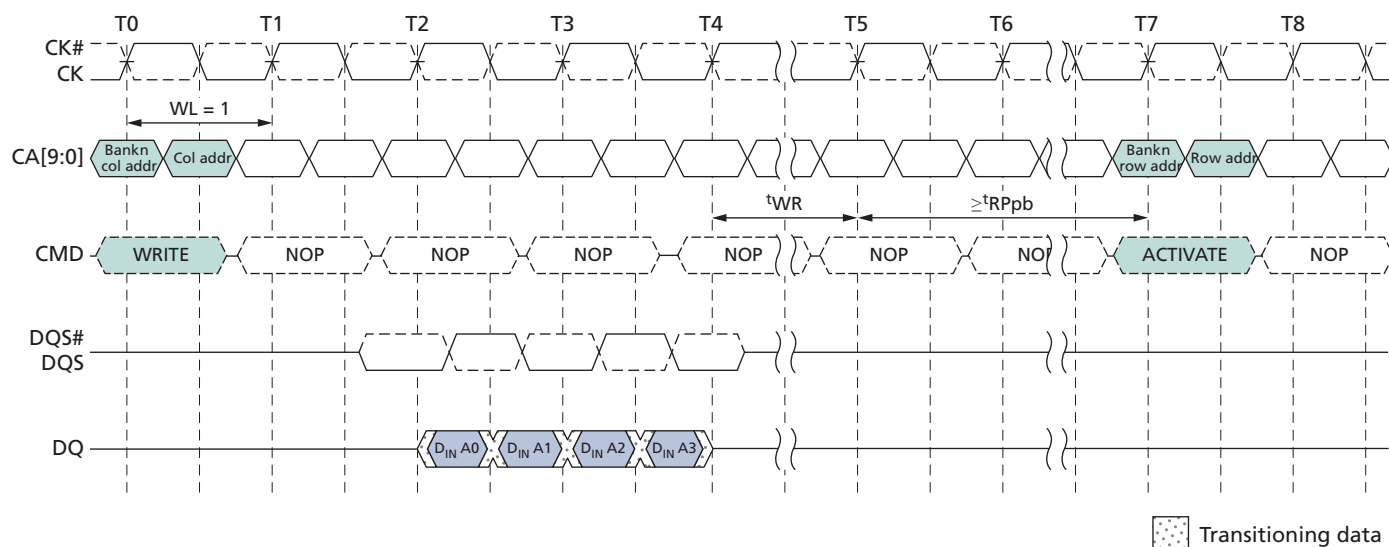 T0 T1 T2 T3 T4 T5 T6 T7 T8
CK#
CK
WL = 1
CA[9:0]
Bankn col addr
Col addr
Bankn row addr
Row addr
tWR
≥tRPpb
CMD
WRITE NOP NOP NOP NOP NOP NOP ACTIVATE NOP
DQS#
DQS
DQ
DIN A0 DIN A1 DIN A2 DIN A3
Transitioning data